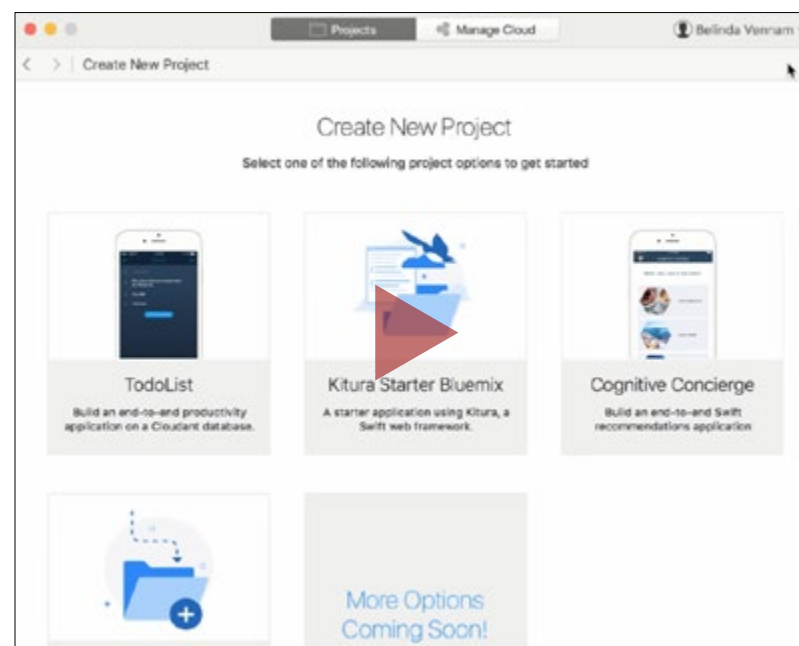 Projects
Manage Cloud
Belinda Vennam
Create New Project
Create New Project
Select one of the following project options to get started
TodoList
Build an end-to-end productivity
application on a Cloudant database.
Kitura Starter Bluemix
A starter application using Kitura, a
Swift web framework.
Cognitive Concierge
Build an end-to-end Swift
recommendations application
More Options
Coming Soon!